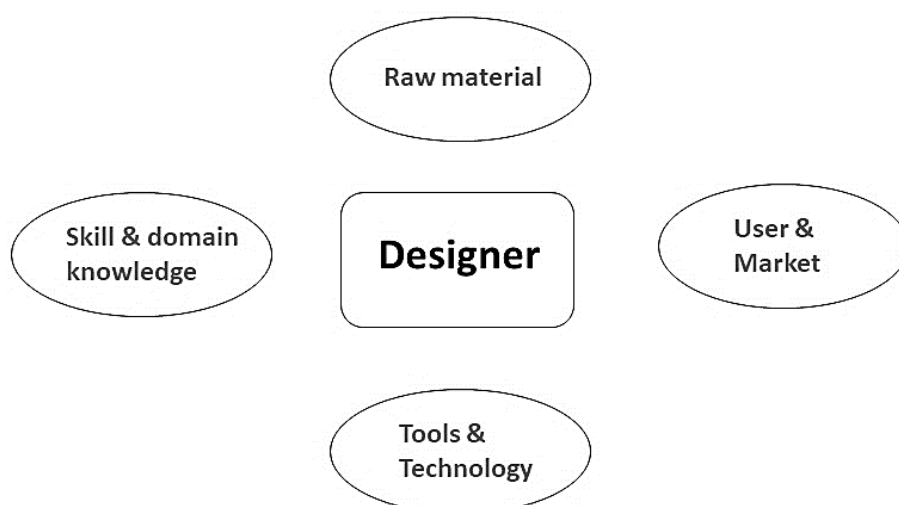 Raw material
Skill & domain
knowledge
Designer
User &
Market
Tools &
Technology